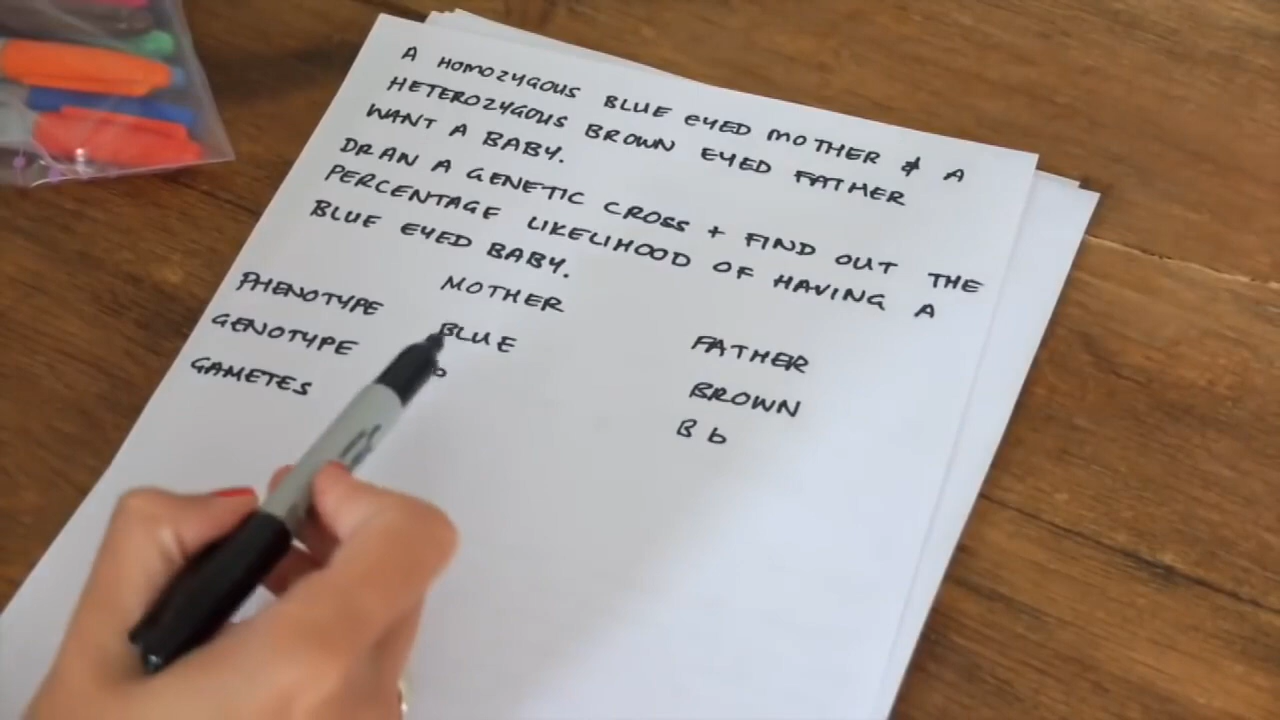 A HOMOZYGOUS BLUE EYED MOTHER & A
HETEROZYGOUS BROWN EYED FATHER
WANT A BABY.
DRAW A GENETIC CROSS + FIND OUT THE
PERCENTAGE LIKELIHOOD OF HAVING A
BLUE EYED BABY.
MOTHER FATHER
PHENOTYPE BLUE BROWN
GENOTYPE b B b
GAMETES